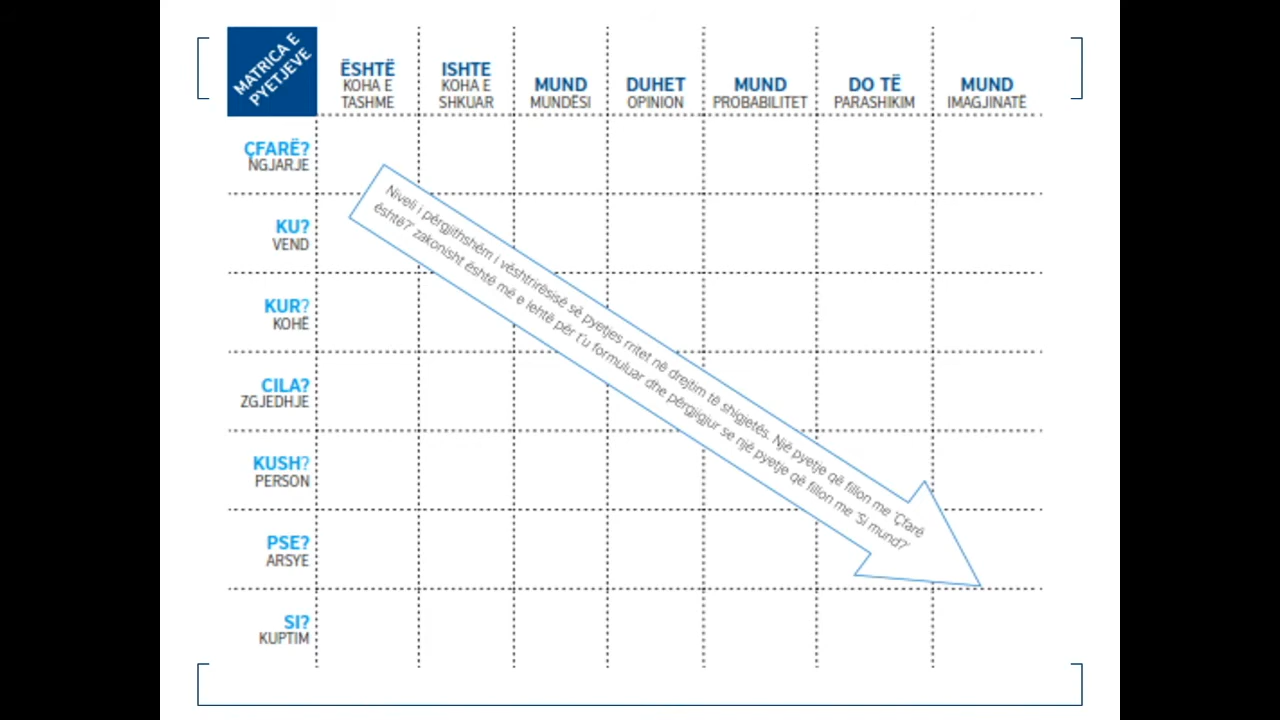 MATRICA E
PYETJEVE
ËSHTË
KOHA E
TASHME
ISHTE
KOHA E
SHKUAR
MUND
MUNDËSI
DUHET
OPINION
MUND
PROBABILITET
DO TË
PARASHIKIM
MUND
IMAGJINATË
ÇFARË?
NGJARJE
KU?
VEND
KUR?
KOHË
CILA?
ZGJEDHJE
KUSH?
PERSON
PSE?
ARSYE
SI?
KUPTIM
Niveli i përgjithshëm i vështrirësisë së pyetjes rritet në drejtim të shigjetës. Një pyetje që fillon me 'Çfarë
është?' zakonisht është më e lehtë për t'u formuluar dhe përgjigjur se një pyetje që fillon me 'Si mund?'